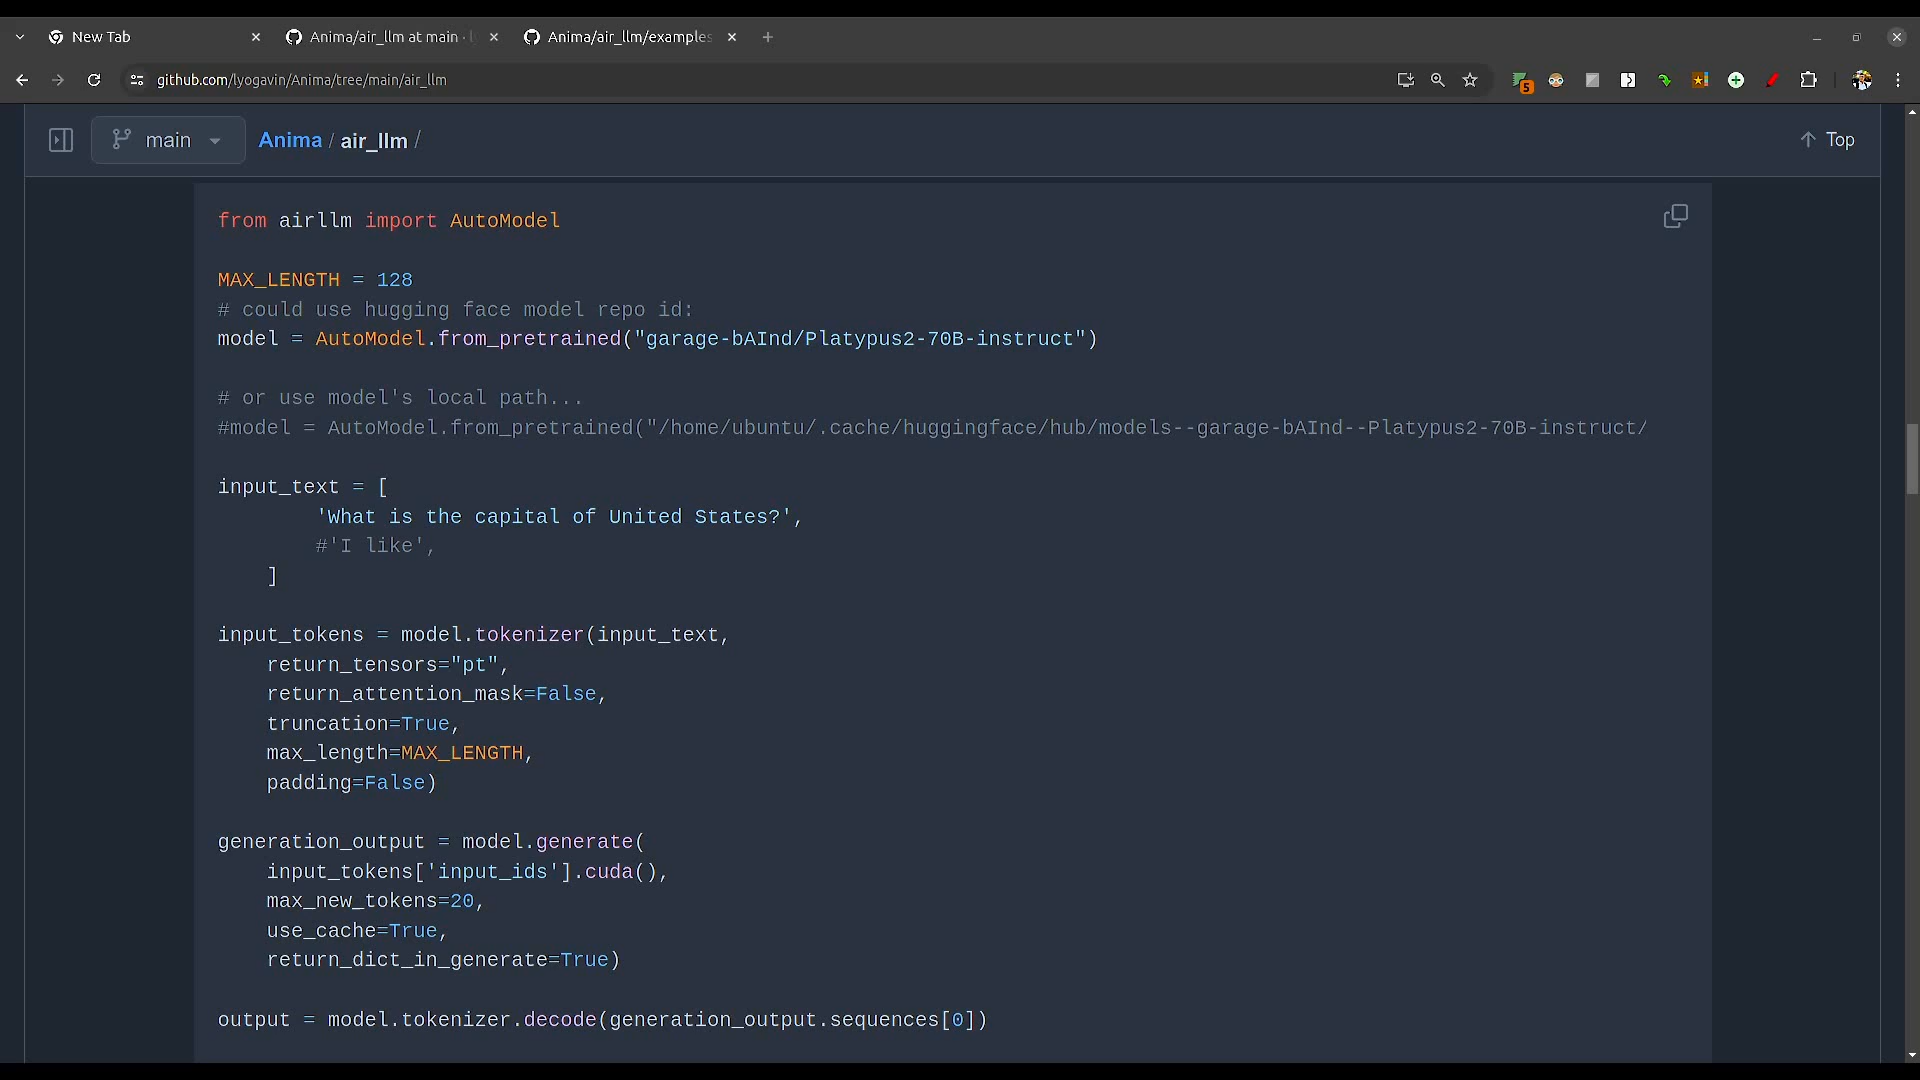 New Tab
Anima/air_llm at main ·
Anima/air_llm/examples
github.com/lyogavin/Anima/tree/main/air_llm
5
main
Anima / air_llm /
Top
from airllm import AutoModel
MAX_LENGTH = 128
# could use hugging face model repo id:
model = AutoModel.from_pretrained("garage-bAInd/Platypus2-70B-instruct")
# or use model's local path...
#model = AutoModel.from_pretrained("/home/ubuntu/.cache/huggingface/hub/models--garage-bAInd--Platypus2-70B-instruct/
input_text = [
        'What is the capital of United States?',
        #'I like',
    ]
input_tokens = model.tokenizer(input_text,
    return_tensors="pt",
    return_attention_mask=False,
    truncation=True,
    max_length=MAX_LENGTH,
    padding=False)
generation_output = model.generate(
    input_tokens['input_ids'].cuda(),
    max_new_tokens=20,
    use_cache=True,
    return_dict_in_generate=True)
output = model.tokenizer.decode(generation_output.sequences[0])